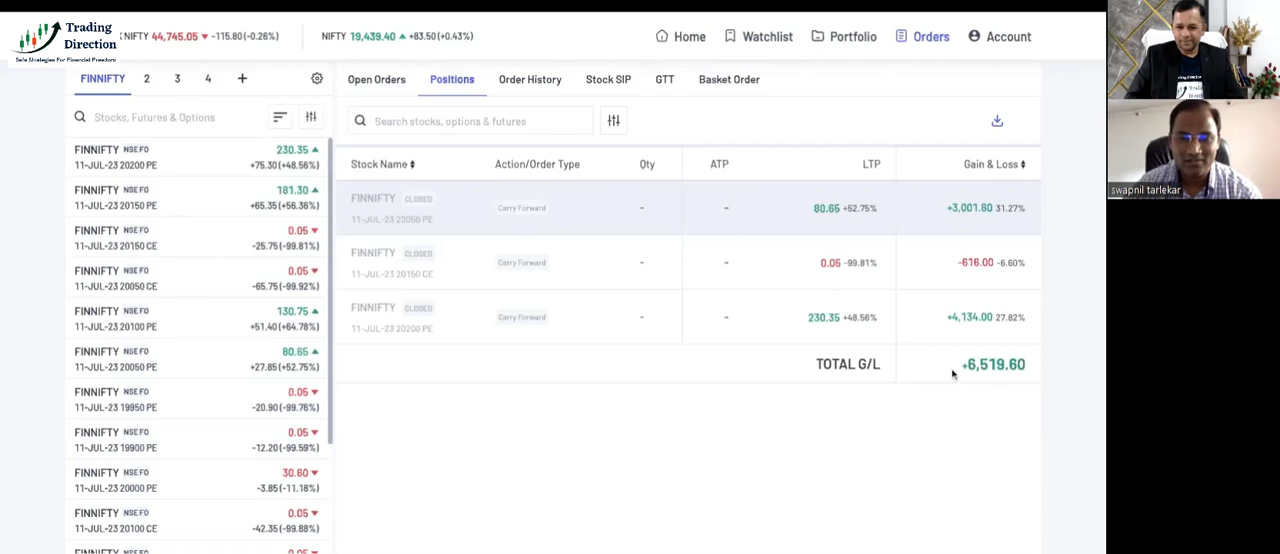 Trading
Direction
Safe Strategies For Financial Freedom
K NIFTY 44,745.05 -115.80(-0.26%)
NIFTY 19,439.40 +83.50(+0.43%)
Home
Watchlist
Portfolio
Orders
Account
FINNIFTY 2 3 4 +
Stocks, Futures & Options
FINNIFTY NSE FO 230.35
11-JUL-23 20200 PE +75.30(+48.56%)
FINNIFTY NSE FO 181.30
11-JUL-23 20150 PE +65.35(+56.36%)
FINNIFTY NSE FO 0.05
11-JUL-23 20150 CE -25.75(-99.81%)
FINNIFTY NSE FO 0.05
11-JUL-23 20050 CE -65.75(-99.92%)
FINNIFTY NSE FO 130.75
11-JUL-23 20100 PE +51.40(+64.78%)
FINNIFTY NSE FO 80.65
11-JUL-23 20050 PE +27.85(+52.75%)
FINNIFTY NSE FO 0.05
11-JUL-23 19950 PE -20.90(-99.76%)
FINNIFTY NSE FO 0.05
11-JUL-23 19900 PE -12.20(-99.59%)
FINNIFTY NSE FO 30.60
11-JUL-23 20000 PE -3.85(-11.18%)
FINNIFTY NSE FO 0.05
11-JUL-23 20100 CE -42.35(-99.88%)
FINNIFTY NSE FO 0.05
Open Orders Positions Order History Stock SIP GTT Basket Order
Search stocks, options & futures
Stock Name Action/Order Type Qty ATP LTP Gain & Loss
FINNIFTY CLOSED
11-JUL-23 20050 PE
Carry Forward - - 80.65 +52.75% +3,001.60 31.27%
FINNIFTY CLOSED
11-JUL-23 20150 CE
Carry Forward - - 0.05 -99.81% -616.00 -6.60%
FINNIFTY CLOSED
11-JUL-23 20200 PE
Carry Forward - - 230.35 +48.56% +4,134.00 27.82%
TOTAL G/L +6,519.60
Trading
Direction
swapnil tarlekar